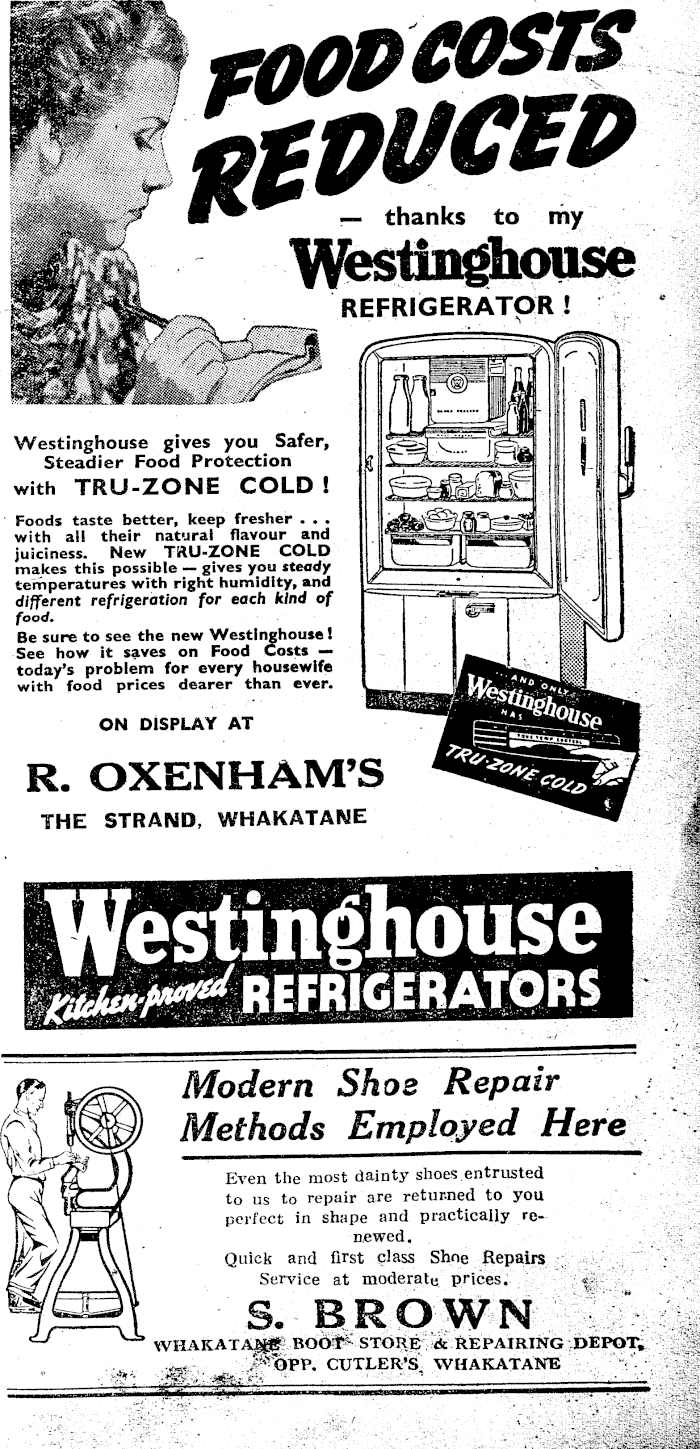 FOOD COSTS
REDUCED
— thanks to my
Westinghouse
REFRIGERATOR !
Westinghouse gives you Safer,
Steadier Food Protection
with TRU-ZONE COLD !
Foods taste better, keep fresher . . .
with all their natural flavour and
juiciness. New TRU-ZONE COLD
makes this possible — gives you steady
temperatures with right humidity, and
different refrigeration for each kind of
food.
Be sure to see the new Westinghouse!
See how it saves on Food Costs —
today's problem for every housewife
with food prices dearer than ever.
ON DISPLAY AT
R. OXENHAM'S
THE STRAND, WHAKATANE
AND ONLY
Westinghouse
HAS
TRU-ZONE COLD
Westinghouse
Kitchen-proved REFRIGERATORS
Modern Shoe Repair
Methods Employed Here
Even the most dainty shoes entrusted
to us to repair are returned to you
perfect in shape and practically re-
newed.
Quick and first class Shoe Repairs
Service at moderate prices.
S. BROWN
WHAKATANE BOOT STORE & REPAIRING DEPOT,
OPP. CUTLER'S, WHAKATANE